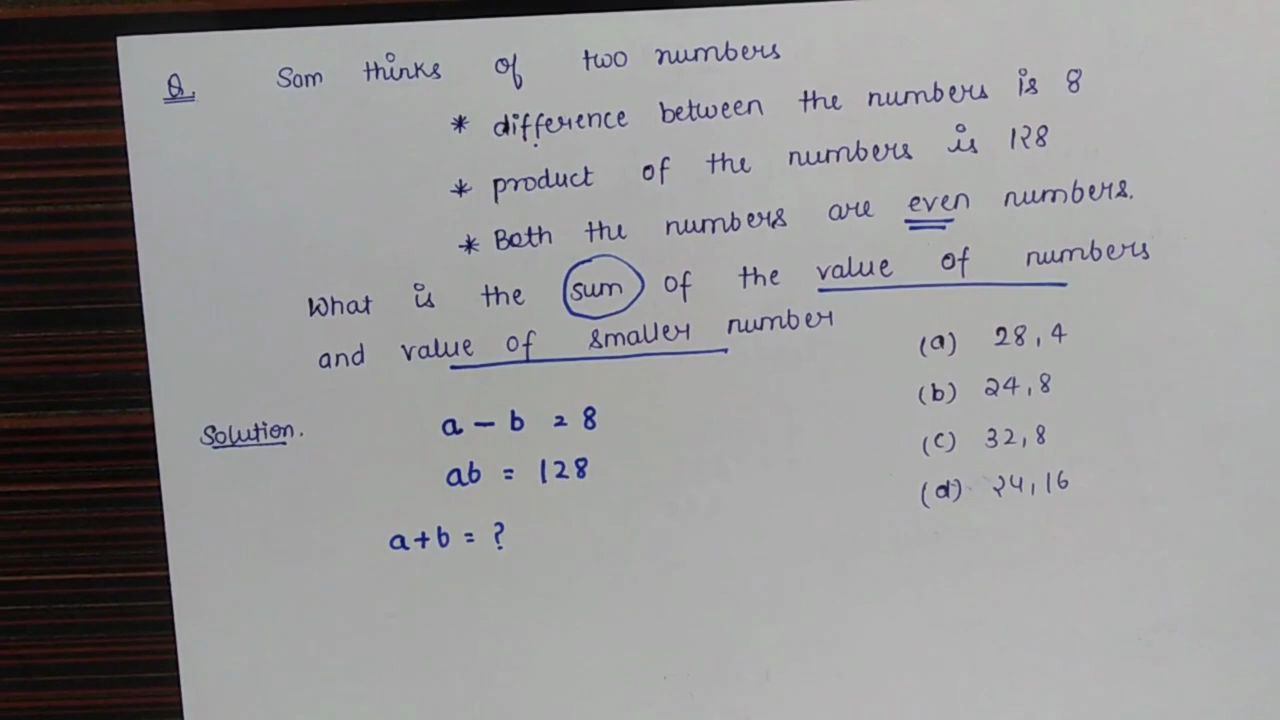 Q. Sam thinks of two numbers
* difference between the numbers is 8
* product of the numbers is 128
* Both the numbers are even numbers.
What is the sum of the value of numbers
and value of smaller number
(a) 28, 4
(b) 24, 8
(c) 32, 8
(d) 24, 16
Solution.
a - b = 8
ab = 128
a+b = ?